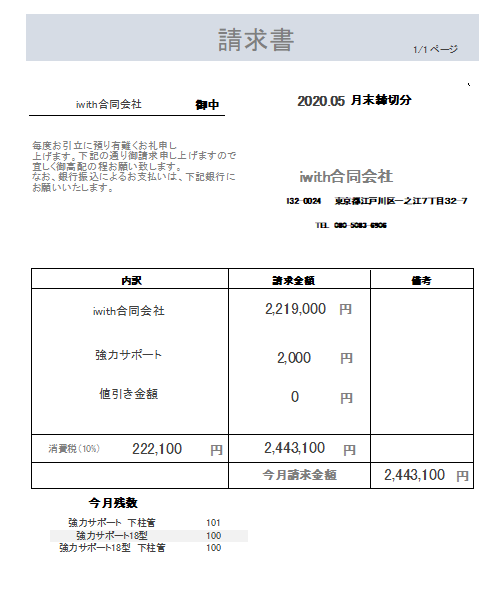 請求書
1/1 ページ
iwith合同会社 御中
2020.05 月末締切分
毎度お引立に預り有難くお礼申し
上げます。下記の通り御請求申し上げますので
宜しく御高配の程お願い致します。
なお、銀行振込によるお支払いは、下記銀行に
お願いいたします。
iwith合同会社
132-0024 東京都江戸川区一之江7丁目32-7
TEL 080-5083-6906
内訳 請求金額 備考
iwith合同会社 2,219,000 円
強力サポート 2,000 円
値引き金額 0 円
消費税(10%) 222,100 円 2,443,100 円
今月請求金額 2,443,100 円
今月残数
強力サポート 下柱管 101
強力サポート18型 100
強力サポート18型 下柱管 100